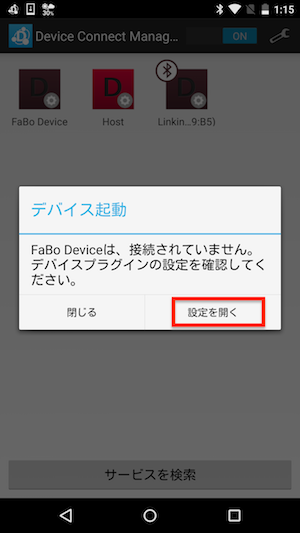 30%
1:15
Device Connect Manag...
ON
D
D
D
FaBo Device
Host
Linkin...9:B5)
デバイス起動
FaBo Deviceは、接続されていません。
デバイスプラグインの設定を確認してく
ださい。
閉じる
設定を開く
サービスを検索